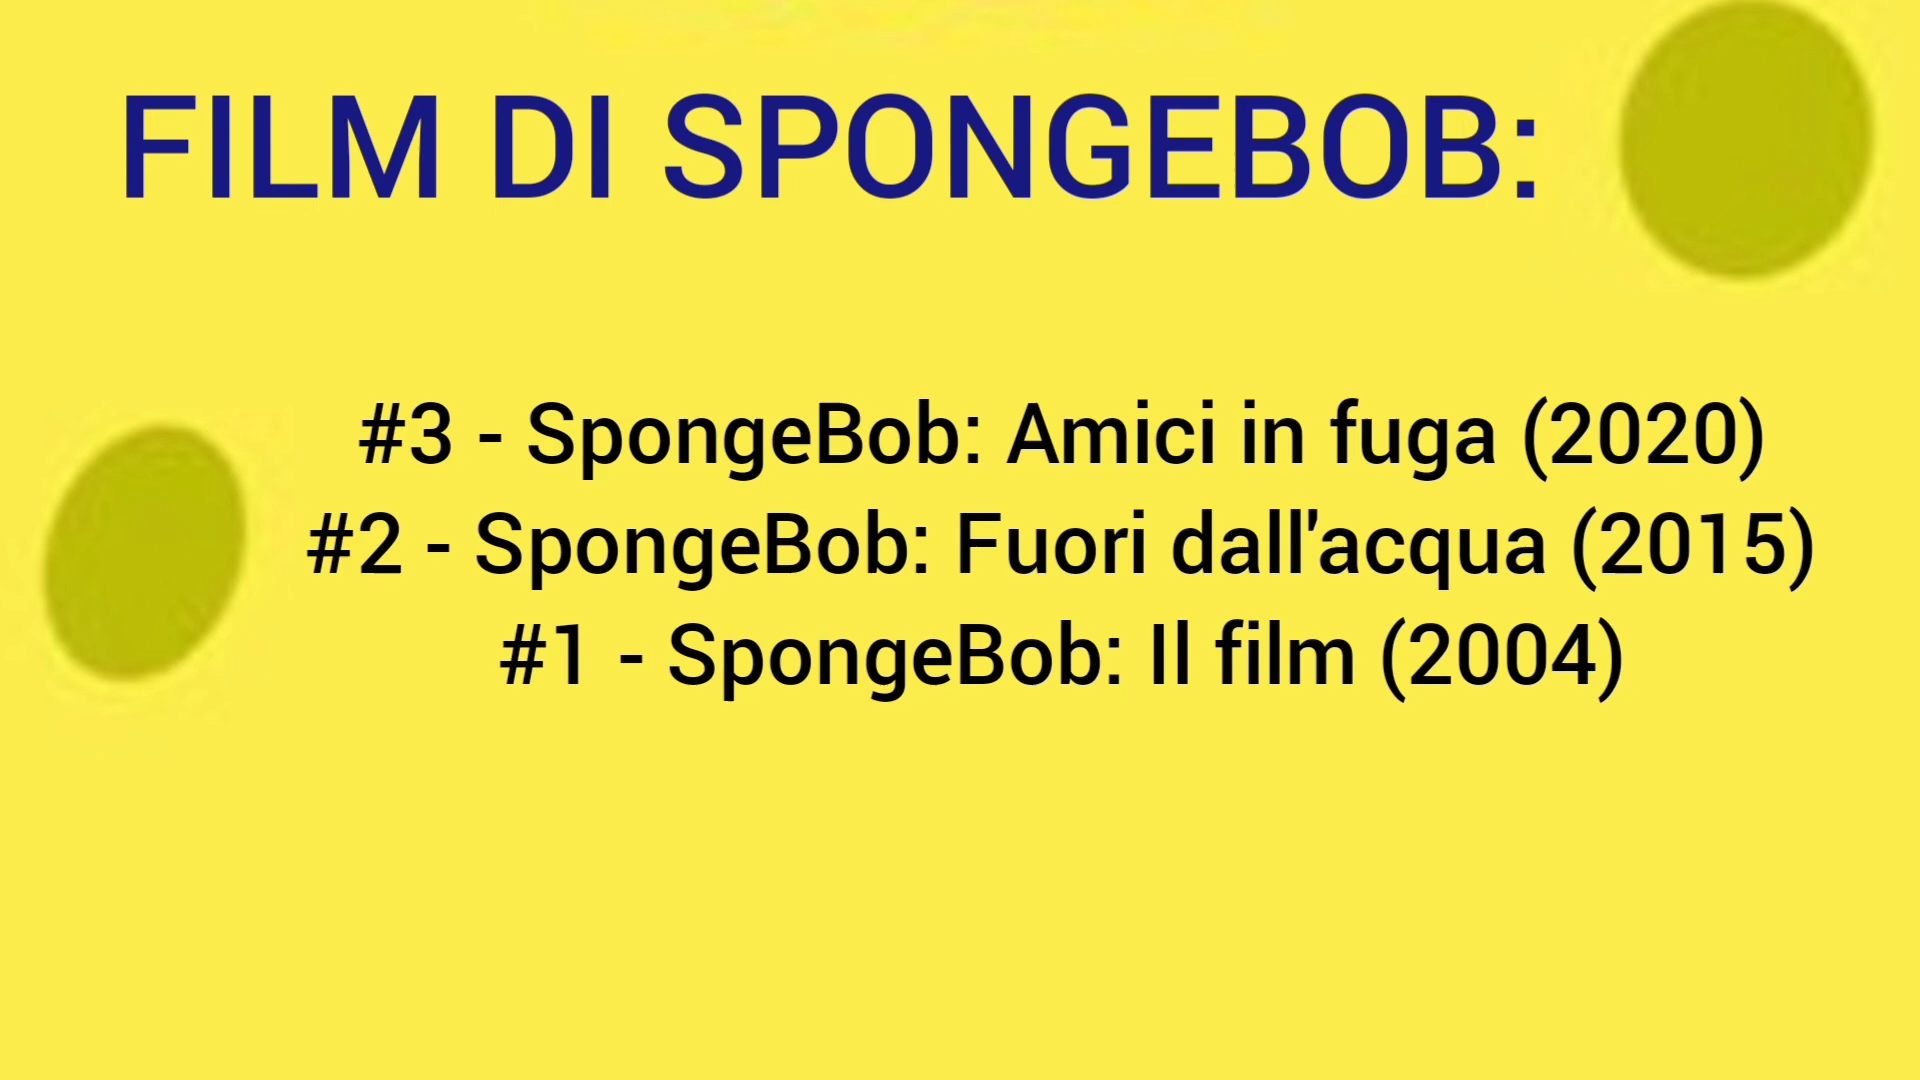 FILM DI SPONGEBOB:
#3 - SpongeBob: Amici in fuga (2020)
#2 - SpongeBob: Fuori dall'acqua (2015)
#1 - SpongeBob: Il film (2004)